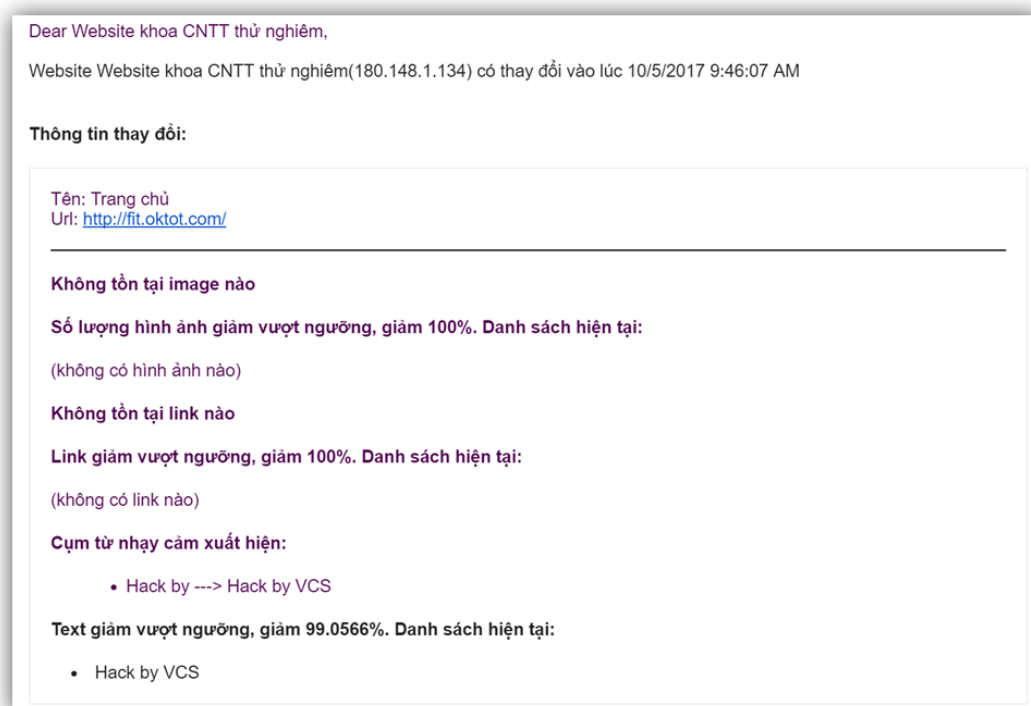 Dear Website khoa CNTT thử nghiêm,
Website Website khoa CNTT thử nghiêm(180.148.1.134) có thay đổi vào lúc 10/5/2017 9:46:07 AM
Thông tin thay đổi:
Tên: Trang chủ
Url: http://fit.oktot.com/
Không tồn tại image nào
Số lượng hình ảnh giảm vượt ngưỡng, giảm 100%. Danh sách hiện tại:
(không có hình ảnh nào)
Không tồn tại link nào
Link giảm vượt ngưỡng, giảm 100%. Danh sách hiện tại:
(không có link nào)
Cụm từ nhạy cảm xuất hiện:
• Hack by ---> Hack by VCS
Text giảm vượt ngưỡng, giảm 99.0566%. Danh sách hiện tại:
• Hack by VCS